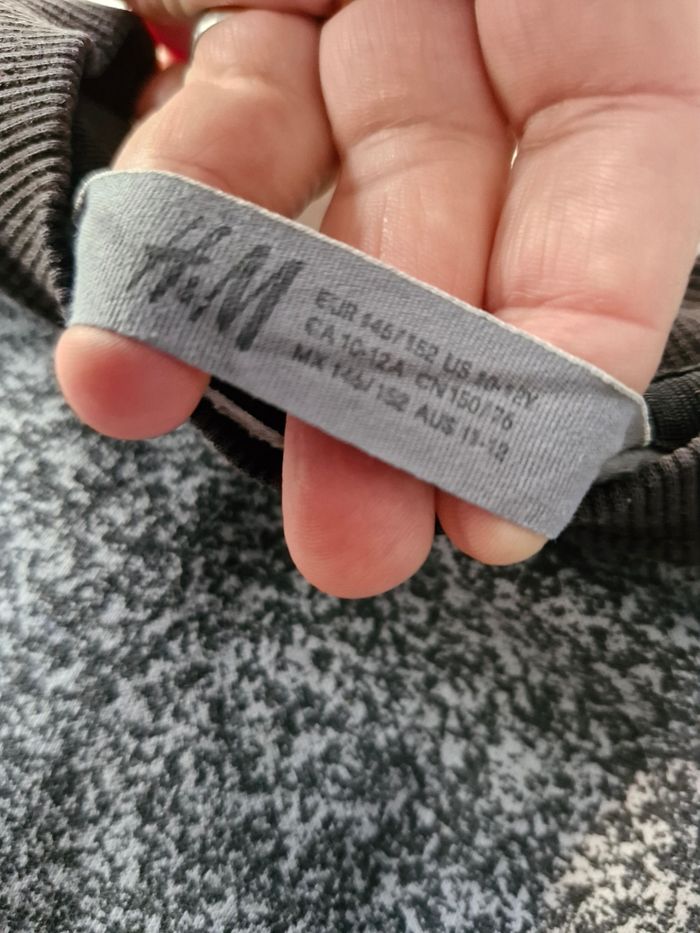 H&M
EUR 146/152 US 10-12Y
CA 10-12A CN 150/76
MX 146/152 AUS 11-12